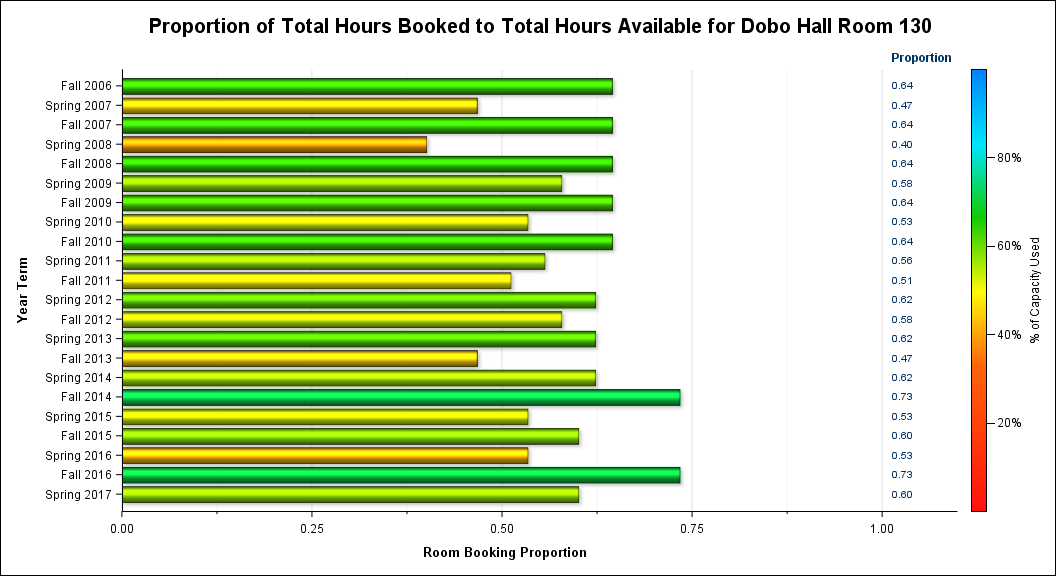 Proportion of Total Hours Booked to Total Hours Available for Dobo Hall Room 130
Proportion
Fall 2006 0.64
Spring 2007 0.47
Fall 2007 0.64
Spring 2008 0.40
Fall 2008 0.64
Spring 2009 0.58
Fall 2009 0.64
Spring 2010 0.53
Fall 2010 0.64
Spring 2011 0.56
Fall 2011 0.51
Spring 2012 0.62
Fall 2012 0.58
Spring 2013 0.62
Fall 2013 0.47
Spring 2014 0.62
Fall 2014 0.73
Spring 2015 0.53
Fall 2015 0.60
Spring 2016 0.53
Fall 2016 0.73
Spring 2017 0.60
Year Term
80%
60%
40%
20%
% of Capacity Used
0.00 0.25 0.50 0.75 1.00
Room Booking Proportion